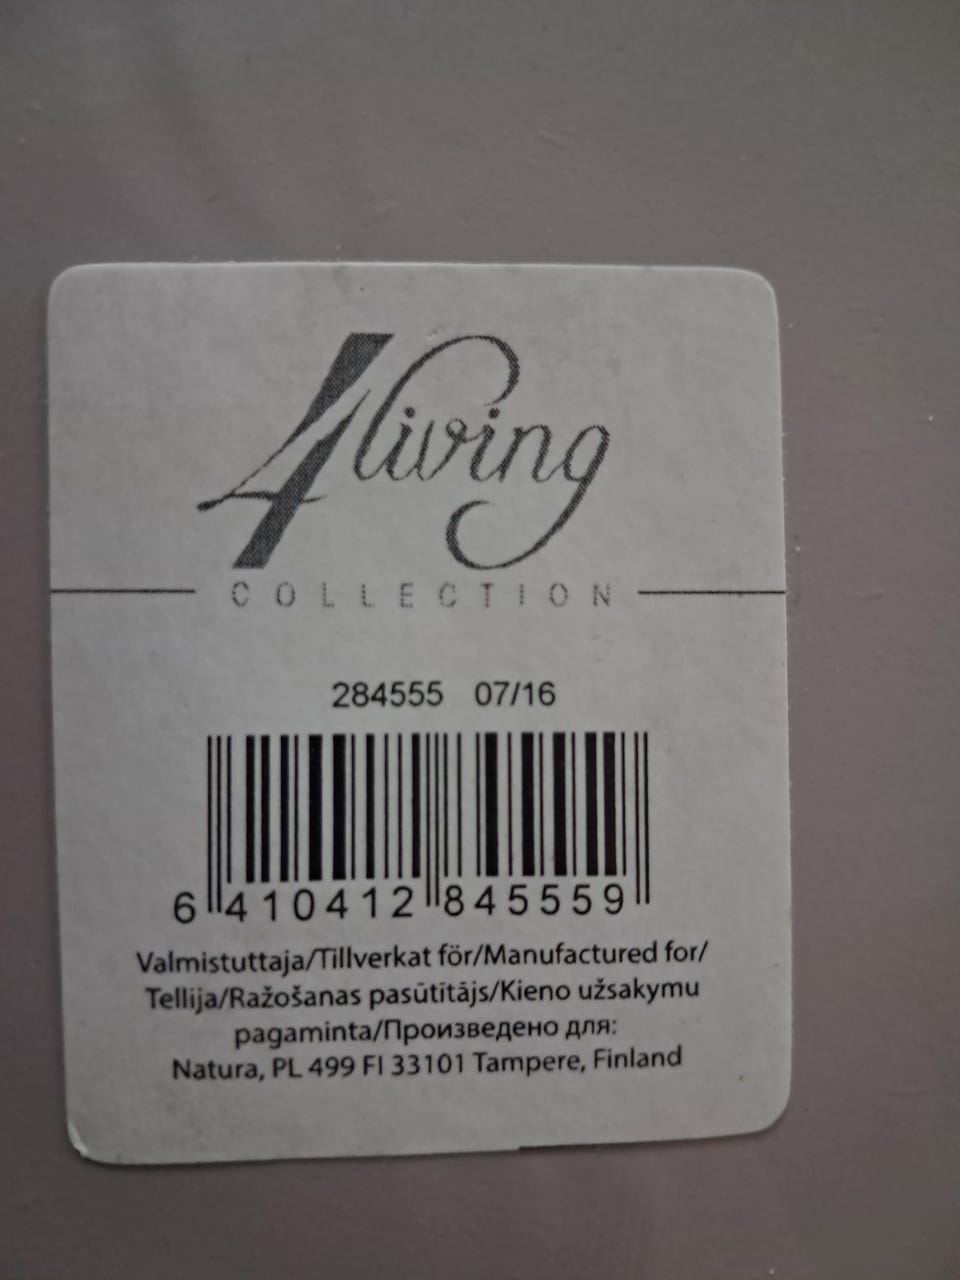 4living
COLLECTION
284555 07/16
6 410412 845559
Valmistuttaja/Tillverkat för/Manufactured for/
Tellija/Ražošanas pasūtītājs/Kieno užsakymu
pagaminta/Произведено для:
Natura, PL 499 FI 33101 Tampere, Finland